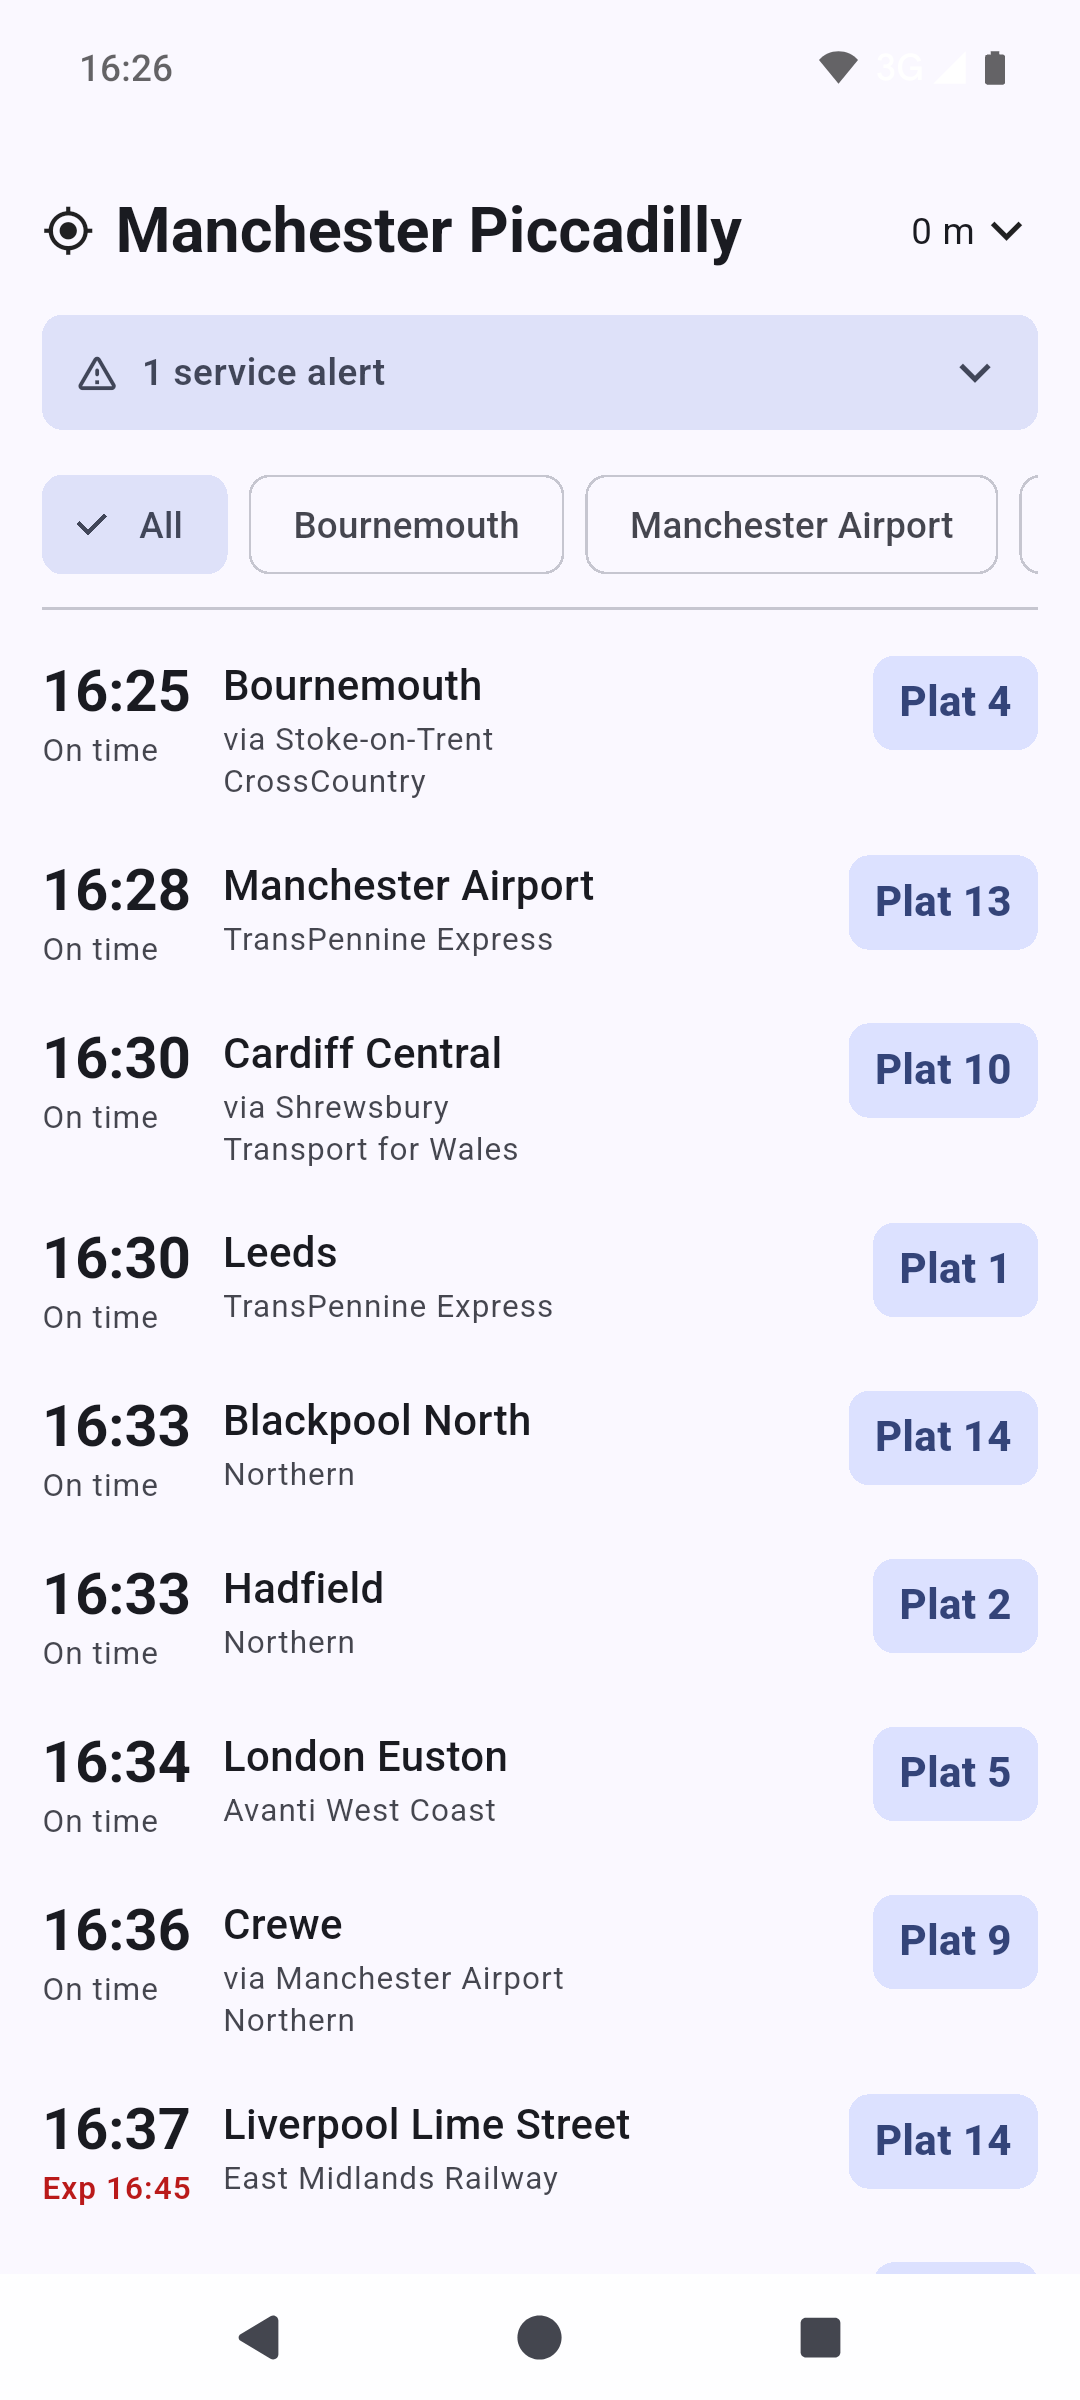 16:26
3G
Manchester Piccadilly
0 m
1 service alert
All
Bournemouth
Manchester Airport
16:25
Bournemouth
Plat 4
On time
via Stoke-on-Trent
CrossCountry
16:28
Manchester Airport
Plat 13
On time
TransPennine Express
16:30
Cardiff Central
Plat 10
On time
via Shrewsbury
Transport for Wales
16:30
Leeds
Plat 1
On time
TransPennine Express
16:33
Blackpool North
Plat 14
On time
Northern
16:33
Hadfield
Plat 2
On time
Northern
16:34
London Euston
Plat 5
On time
Avanti West Coast
16:36
Crewe
Plat 9
On time
via Manchester Airport
Northern
16:37
Liverpool Lime Street
Plat 14
Exp 16:45
East Midlands Railway